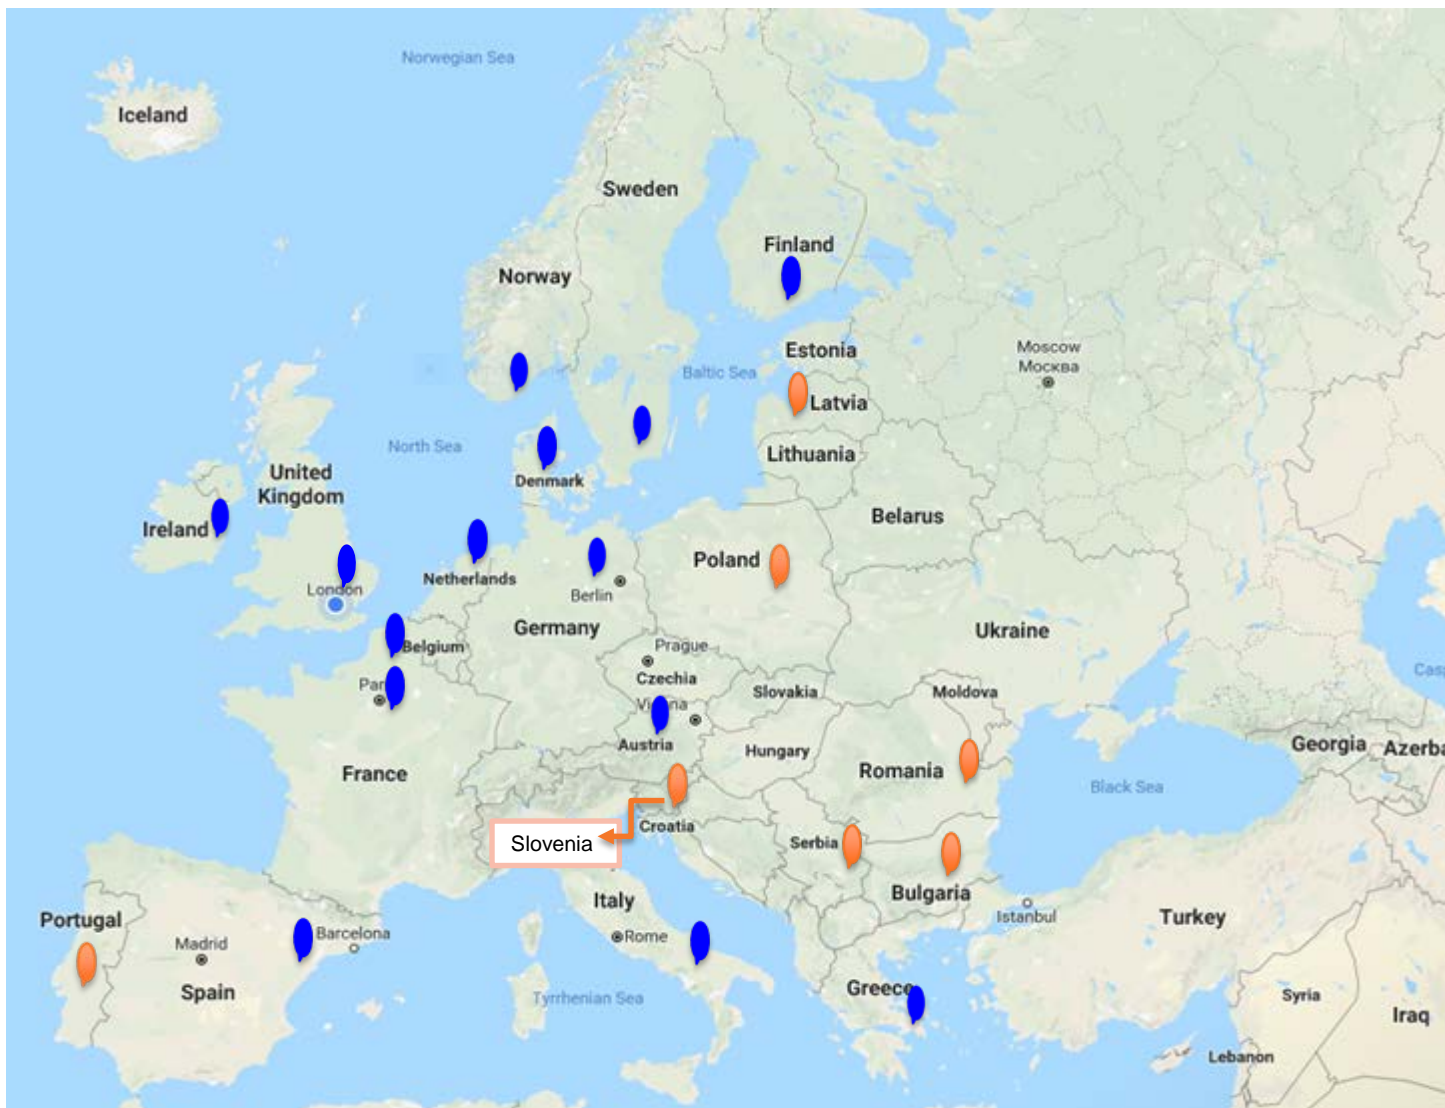 Norwegian Sea
Iceland
Sweden
Finland
Norway
Estonia
Moscow
Москва
Baltic Sea
Latvia
North Sea
Lithuania
United
Kingdom
Denmark
Belarus
Ireland
Poland
Netherlands
London
Berlin
Germany
Ukraine
Belgium
Prague
Czechia
Par
Slovakia
Moldova
Austria
Hungary
Georgia
Azerba
France
Romania
Black Sea
Croatia
Slovenia
Serbia
Bulgaria
Italy
Istanbul
Turkey
Portugal
Barcelona
Madrid
Rome
Spain
Tyrrhenian Sea
Greece
Syria
Iraq
Lebanon